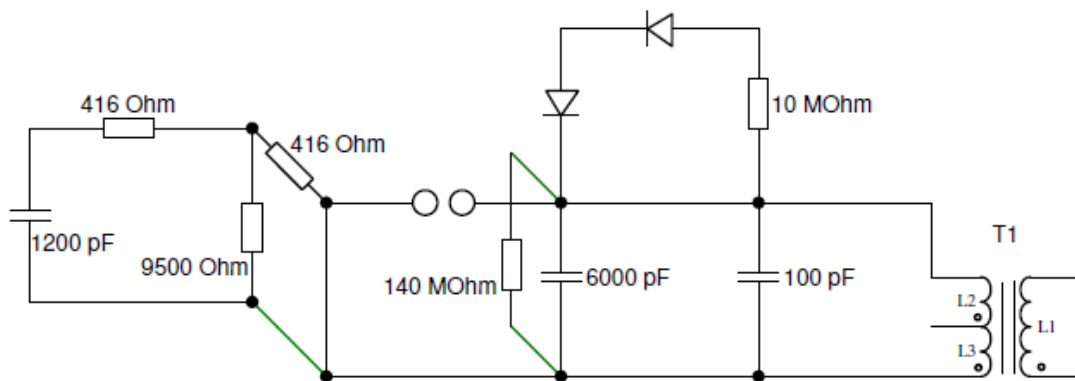 416 Ohm
416 Ohm
10 MOhm
1200 pF
9500 Ohm
140 MOhm
6000 pF
100 pF
T1
L2
L1
L3